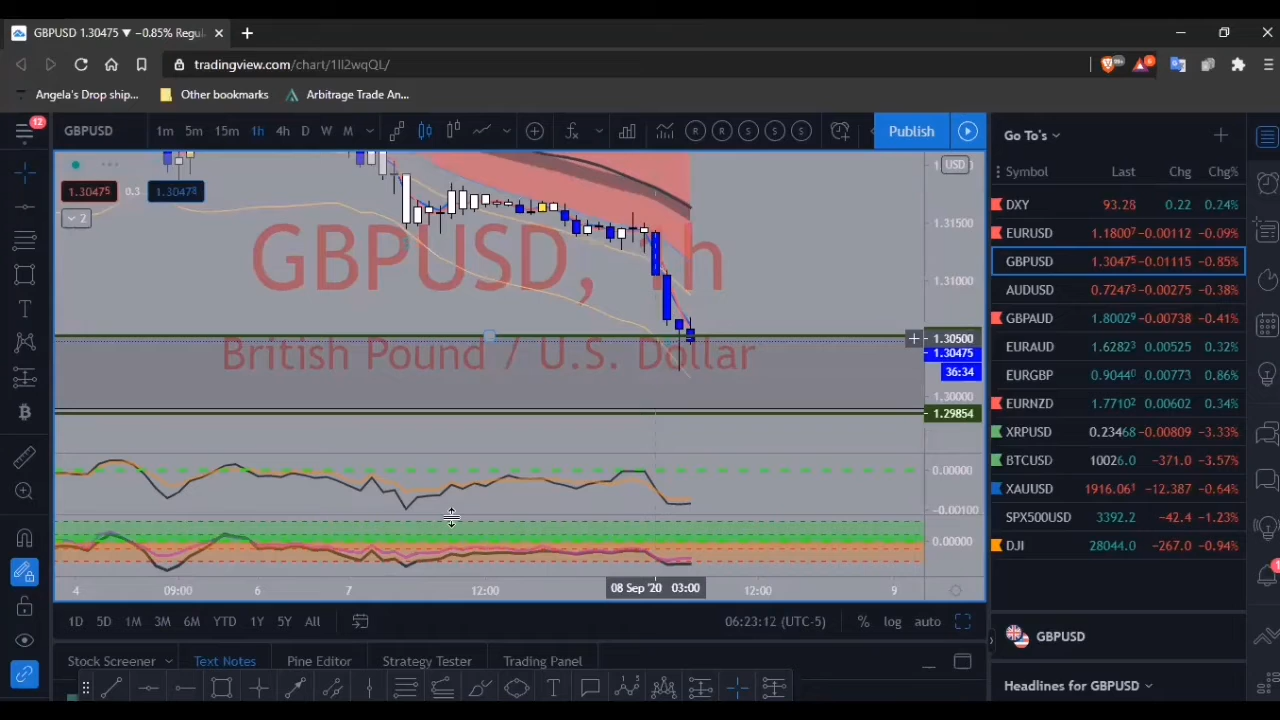 GBPUSD 1.30475 ▼ −0.85% Regul
tradingview.com/chart/1Il2wqQL/
Angela's Drop ship...
Other bookmarks
Arbitrage Trade An...
12
GBPUSD
1m 5m 15m 1h 4h D W M
Publish
Go To's
USD
1.30475 0.3 1.30478
2
Symbol Last Chg Chg%
DXY 93.28 0.22 0.24%
EURUSD 1.18007 −0.00112 −0.09%
GBPUSD 1.30475 −0.01115 −0.85%
AUDUSD 0.72473 −0.00275 −0.38%
GBPAUD 1.80029 −0.00738 −0.41%
EURAUD 1.62823 0.00525 0.32%
EURGBP 0.90440 0.00773 0.86%
EURNZD 1.77102 0.00602 0.34%
XRPUSD 0.23468 −0.00809 −3.33%
BTCUSD 10026.0 −371.0 −3.57%
XAUUSD 1916.061 −12.387 −0.64%
SPX500USD 3392.2 −42.4 −1.23%
DJI 28044.0 −267.0 −0.94%
GBPUSD, 1h
British Pound / U.S. Dollar
1.31500
1.31000
1.30500
1.30475
36:34
1.30000
1.29854
0.00000
-0.00100
0.00000
4 09:00 6 7 12:00 08 Sep '20 03:00 12:00 9
1D 5D 1M 3M 6M YTD 1Y 5Y All
06:23:12 (UTC-5) % log auto
GBPUSD
Stock Screener Text Notes Pine Editor Strategy Tester Trading Panel
Headlines for GBPUSD